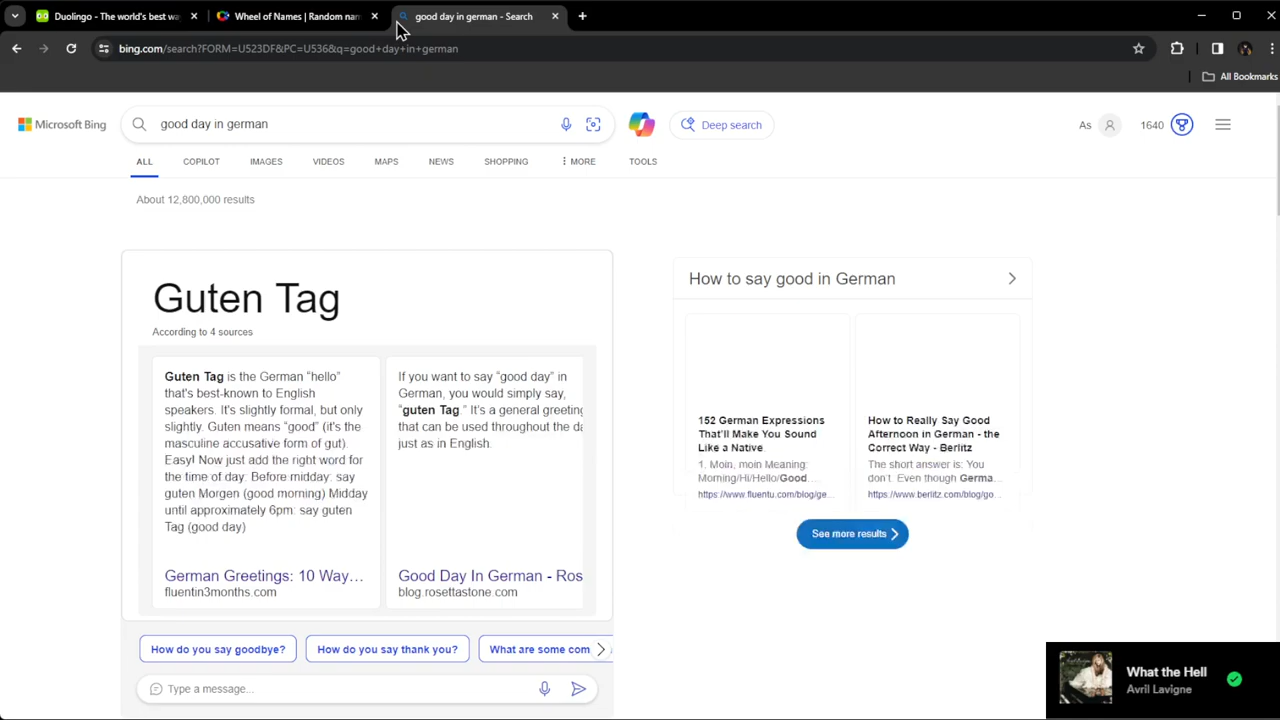 Duolingo - The world's best wa
Wheel of Names | Random nam
good day in german - Search
bing.com/search?FORM=U523DF&PC=U536&q=good+day+in+german
All Bookmarks
Microsoft Bing
good day in german
Deep search
As
1640
ALL
COPILOT
IMAGES
VIDEOS
MAPS
NEWS
SHOPPING
MORE
TOOLS
About 12,800,000 results
Guten Tag
According to 4 sources
Guten Tag is the German “hello”
that's best-known to English
speakers. It's slightly formal, but only
slightly. Guten means “good” (it's the
masculine accusative form of gut).
Easy! Now just add the right word for
the time of day: Before midday: say
guten Morgen (good morning) Midday
until approximately 6pm: say guten
Tag (good day)
German Greetings: 10 Way...
fluentin3months.com
If you want to say “good day” in
German, you would simply say,
“guten Tag.” It's a general greeting
that can be used throughout the da
just as in English.
Good Day In German - Ros
blog.rosettastone.com
How do you say goodbye?
How do you say thank you?
What are some com
Type a message...
How to say good in German
152 German Expressions
That'll Make You Sound
Like a Native
1. Moin, moin Meaning:
Morning/Hi/Hello/Good...
https://www.fluentu.com/blog/ge...
How to Really Say Good
Afternoon in German - the
Correct Way - Berlitz
The short answer is: You
don't. Even though Germa...
https://www.berlitz.com/blog/go...
See more results
What the Hell
Avril Lavigne